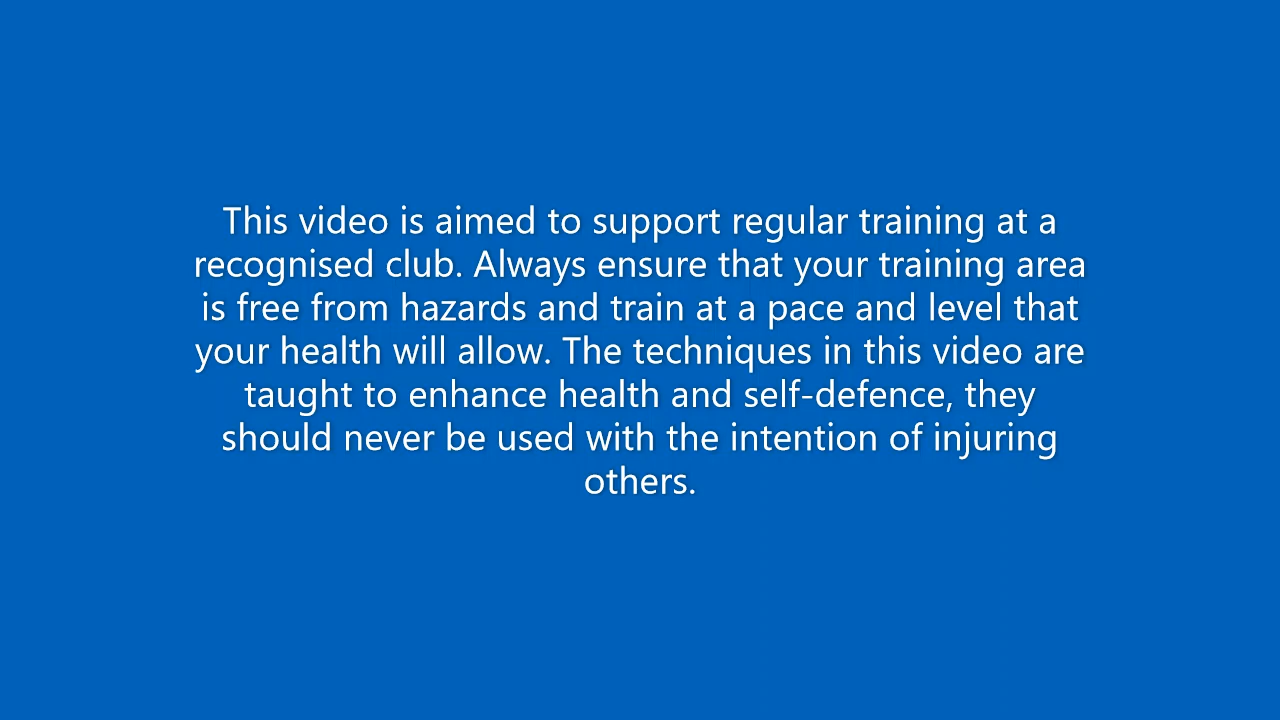 This video is aimed to support regular training at a
recognised club. Always ensure that your training area
is free from hazards and train at a pace and level that
your health will allow. The techniques in this video are
taught to enhance health and self-defence, they
should never be used with the intention of injuring
others.